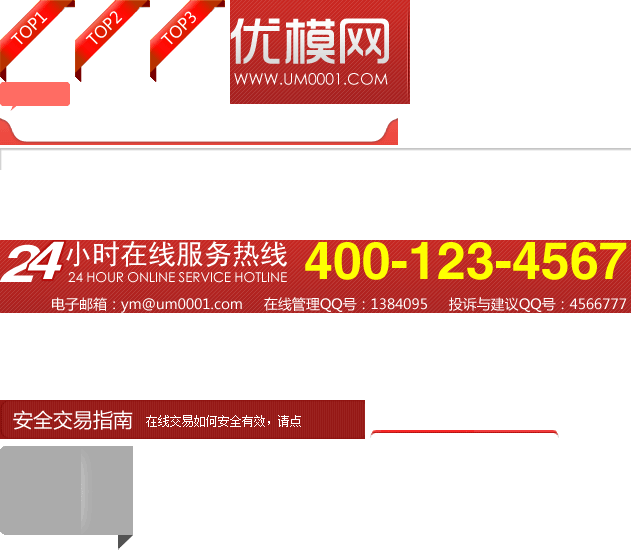 TOP1
TOP2
TOP3
优模网
WWW.UM0001.COM
24小时在线服务热线 400-123-4567
24 HOUR ONLINE SERVICE HOTLINE
电子邮箱：ym@um0001.com 在线管理QQ号：1384095 投诉与建议QQ号：4566777
安全交易指南 在线交易如何安全有效，请点